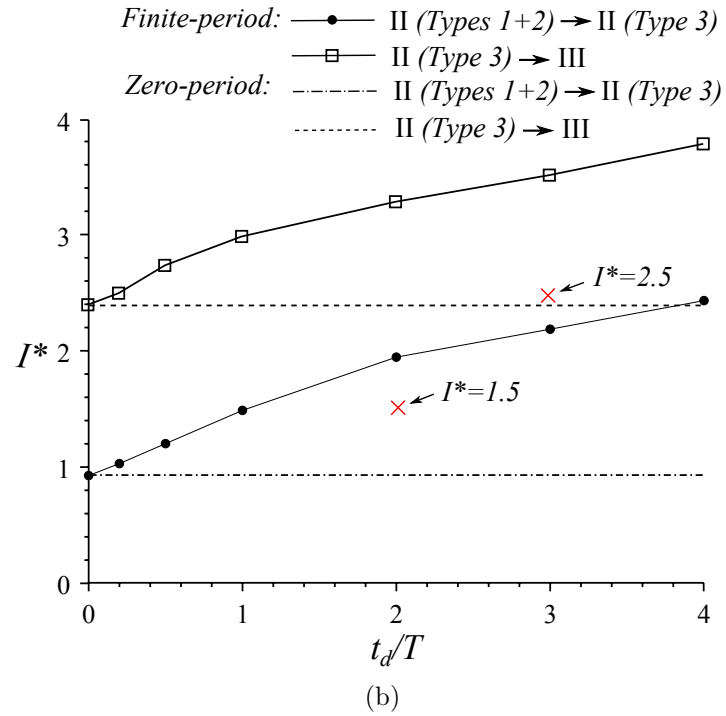 Finite-period: II (Types 1+2) → II (Type 3)
II (Type 3) → III
Zero-period: II (Types 1+2) → II (Type 3)
II (Type 3) → III
4
3
2
1
0
I*
I*=2.5
I*=1.5
0 1 2 3 4
t_d/T
(b)